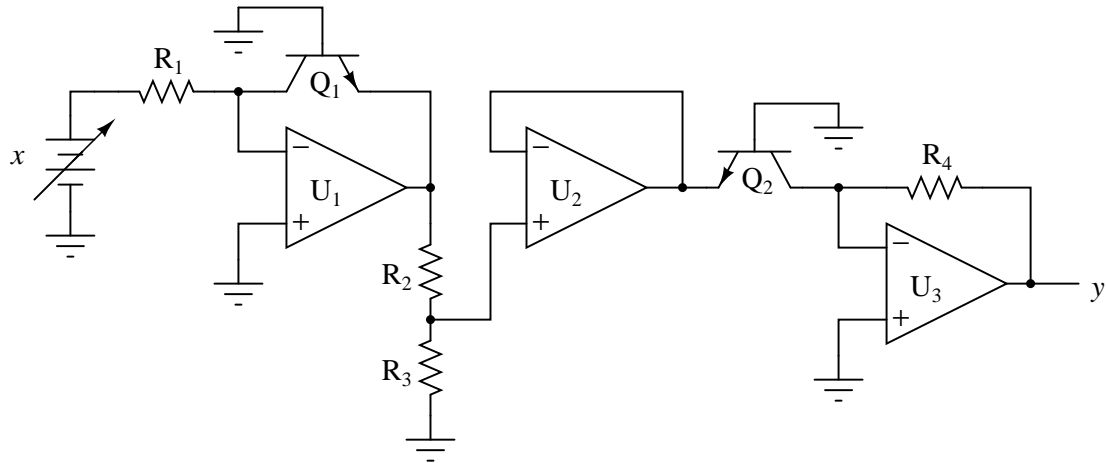 R₁
Q₁
x
−
U₁
+
R₂
R₃
−
U₂
+
Q₂
R₄
−
U₃
+
y